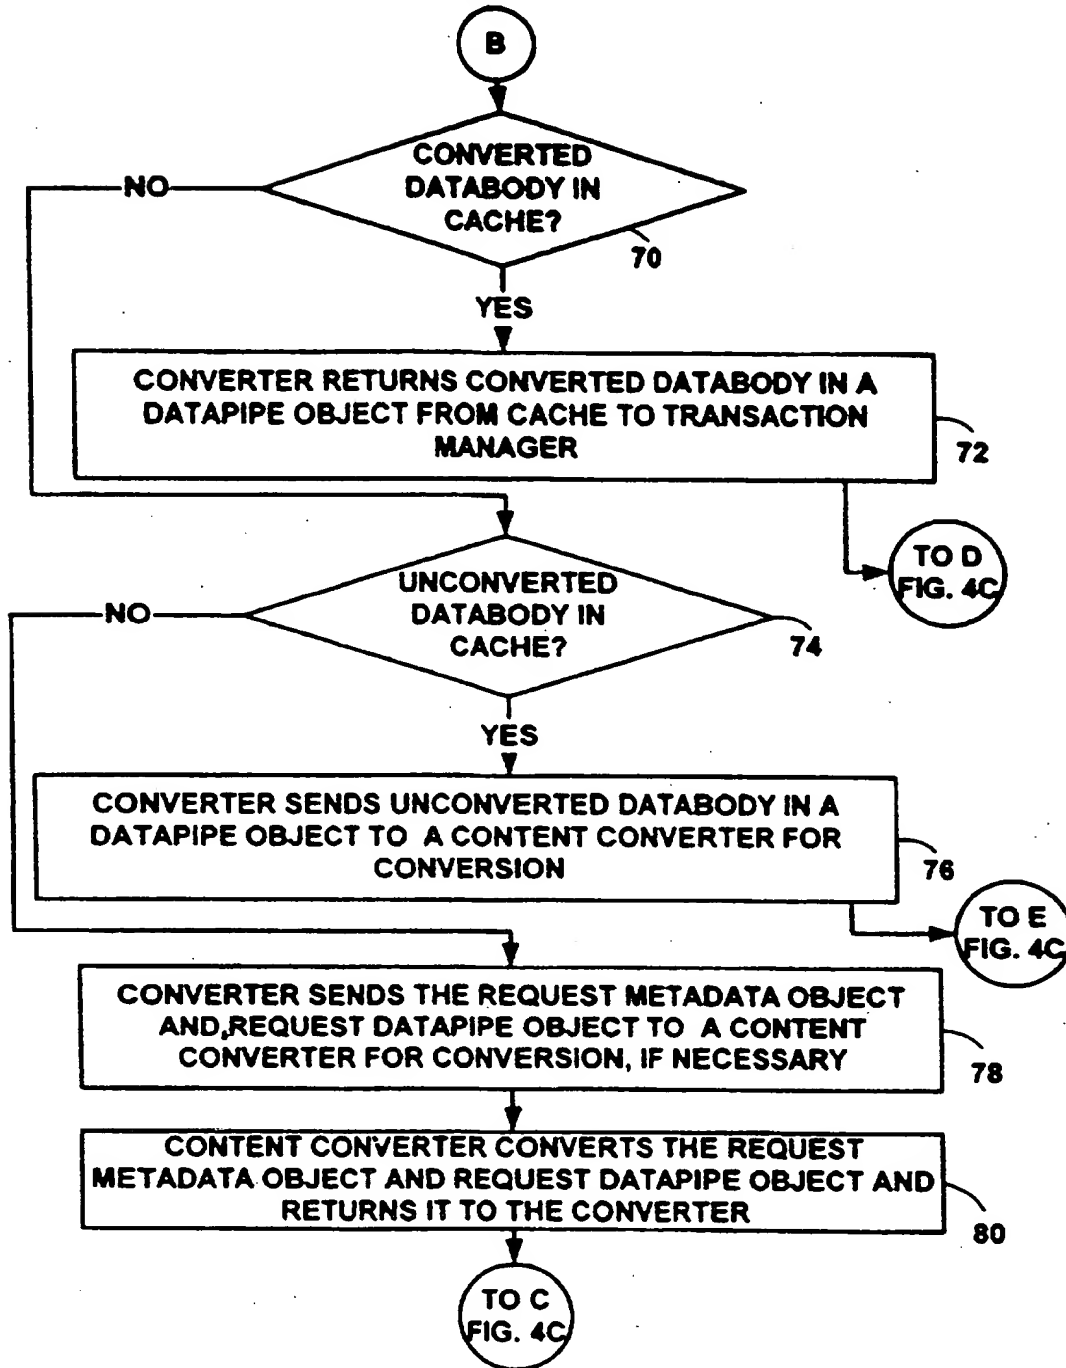 B
CONVERTED
DATABODY IN
CACHE?
NO
70
YES
CONVERTER RETURNS CONVERTED DATABODY IN A
DATAPIPE OBJECT FROM CACHE TO TRANSACTION
MANAGER
72
TO D
FIG. 4C
UNCONVERTED
DATABODY IN
CACHE?
NO
74
YES
CONVERTER SENDS UNCONVERTED DATABODY IN A
DATAPIPE OBJECT TO A CONTENT CONVERTER FOR
CONVERSION
76
TO E
FIG. 4C
CONVERTER SENDS THE REQUEST METADATA OBJECT
AND,REQUEST DATAPIPE OBJECT TO A CONTENT
CONVERTER FOR CONVERSION, IF NECESSARY
78
CONTENT CONVERTER CONVERTS THE REQUEST
METADATA OBJECT AND REQUEST DATAPIPE OBJECT AND
RETURNS IT TO THE CONVERTER
80
TO C
FIG. 4C